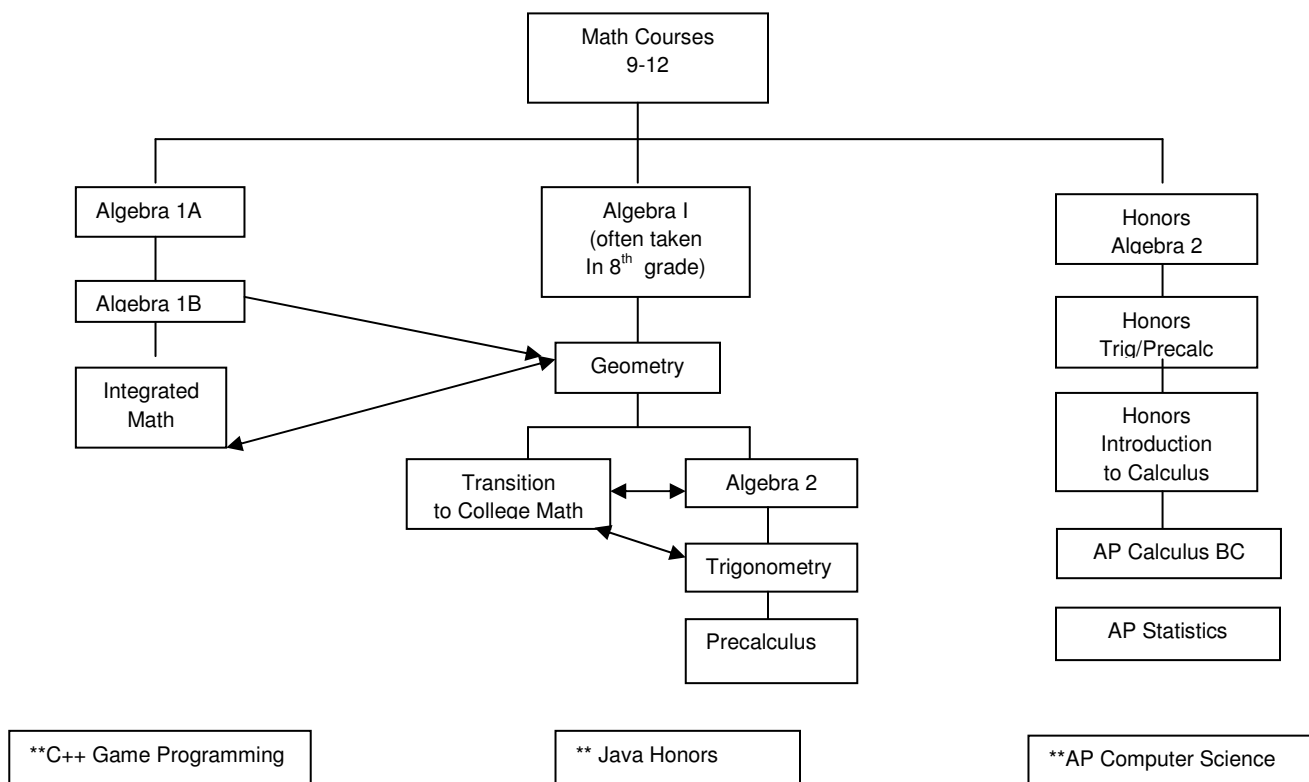 Math Courses
9-12
Algebra 1A
Algebra 1B
Integrated
Math
Algebra I
(often taken
In 8th grade)
Geometry
Transition
to College Math
Algebra 2
Trigonometry
Precalculus
Honors
Algebra 2
Honors
Trig/Precalc
Honors
Introduction
to Calculus
AP Calculus BC
AP Statistics
**C++ Game Programming
** Java Honors
**AP Computer Science